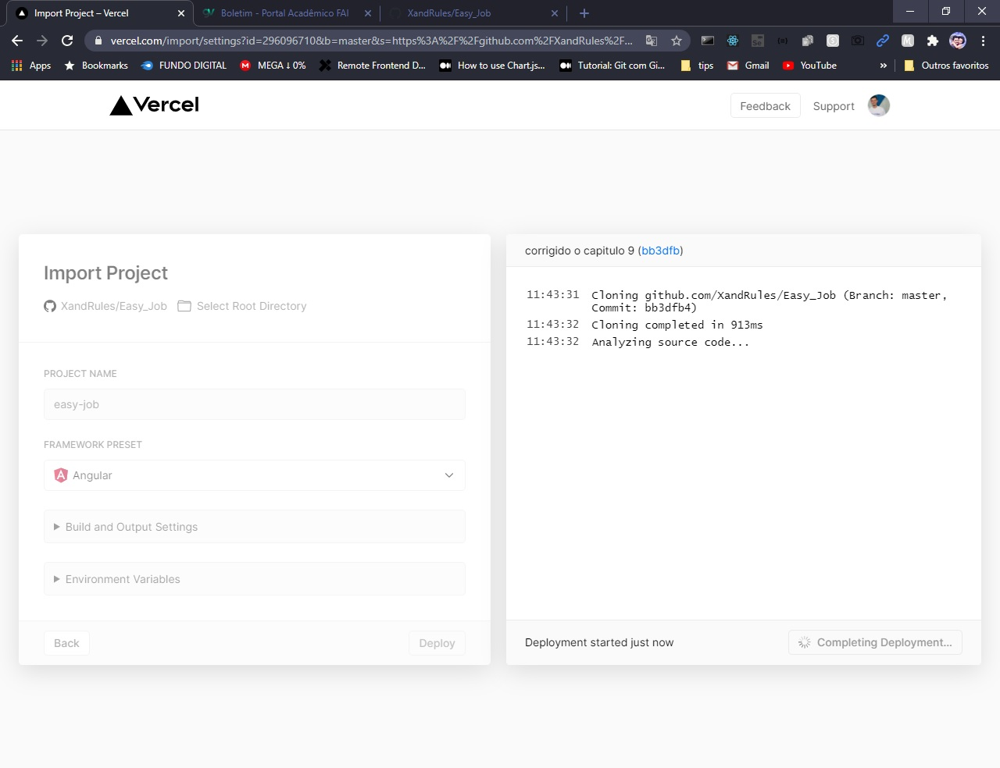 Import Project – Vercel
Boletim - Portal Acadêmico FAI
XandRules/Easy_Job
vercel.com/import/settings?id=296096710&b=master&s=https%3A%2F%2Fgithub.com%2FXandRules%2F...
Apps
Bookmarks
FUNDO DIGITAL
MEGA ↓ 0%
Remote Frontend D...
How to use Chart.js...
Tutorial: Git com Gi...
tips
Gmail
YouTube
»
Outros favoritos
Vercel
Feedback
Support
Import Project
XandRules/Easy_Job
Select Root Directory
PROJECT NAME
easy-job
FRAMEWORK PRESET
Angular
Build and Output Settings
Environment Variables
Back
Deploy
corrigido o capitulo 9 (bb3dfb)
11:43:31 Cloning github.com/XandRules/Easy_Job (Branch: master,
Commit: bb3dfb4)
11:43:32 Cloning completed in 913ms
11:43:32 Analyzing source code...
Deployment started just now
Completing Deployment...